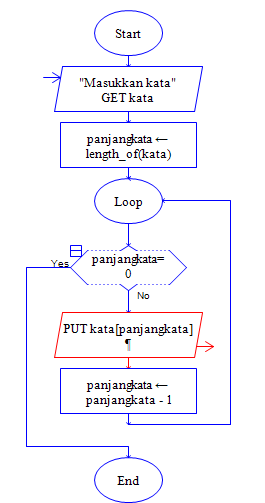 Start
"Masukkan kata"
GET kata
panjangkata ←
length_of(kata)
Loop
panjangkata=
0
Yes
No
PUT kata[panjangkata]
¶
panjangkata ←
panjangkata - 1
End